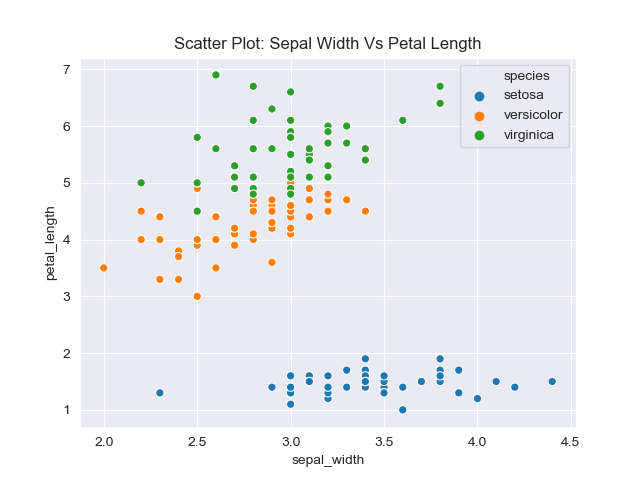 Scatter Plot: Sepal Width Vs Petal Length
species
setosa
versicolor
virginica
7
6
5
4
3
2
1
petal_length
2.0 2.5 3.0 3.5 4.0 4.5
sepal_width